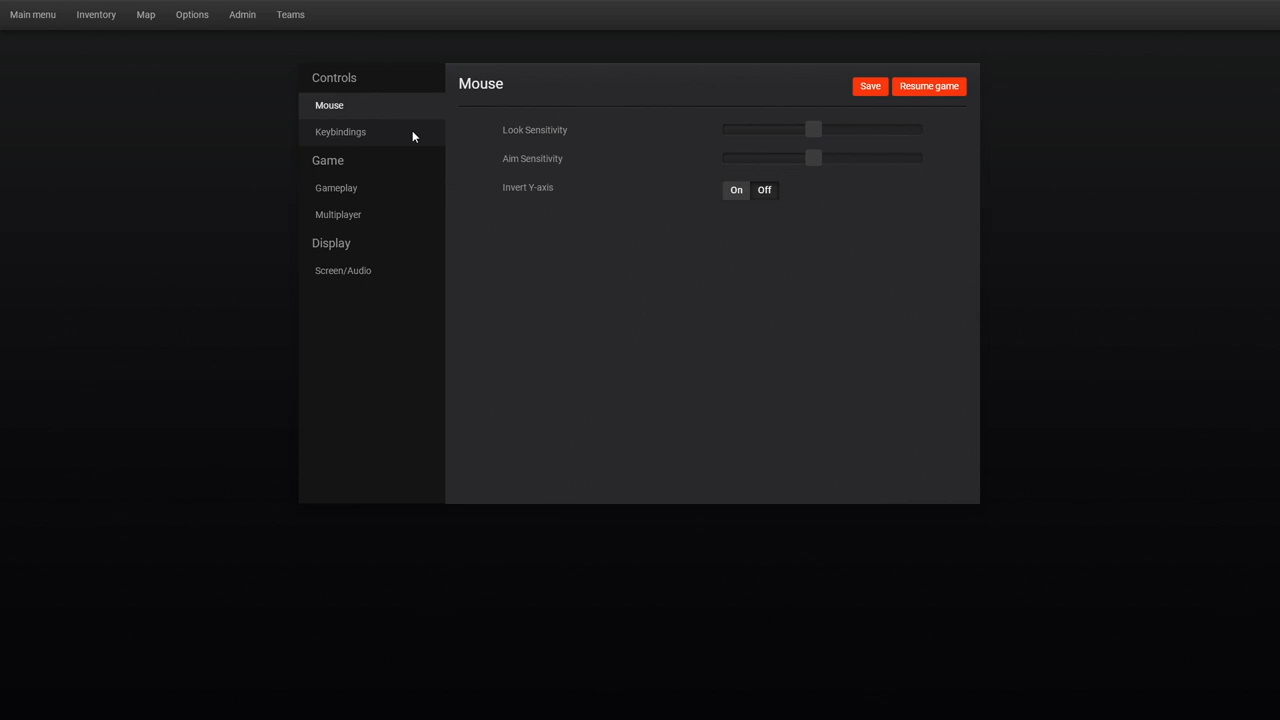 Main menu Inventory Map Options Admin Teams
Controls
Mouse
Keybindings
Game
Gameplay
Multiplayer
Display
Screen/Audio
Mouse
Save Resume game
Look Sensitivity
Aim Sensitivity
Invert Y-axis On Off